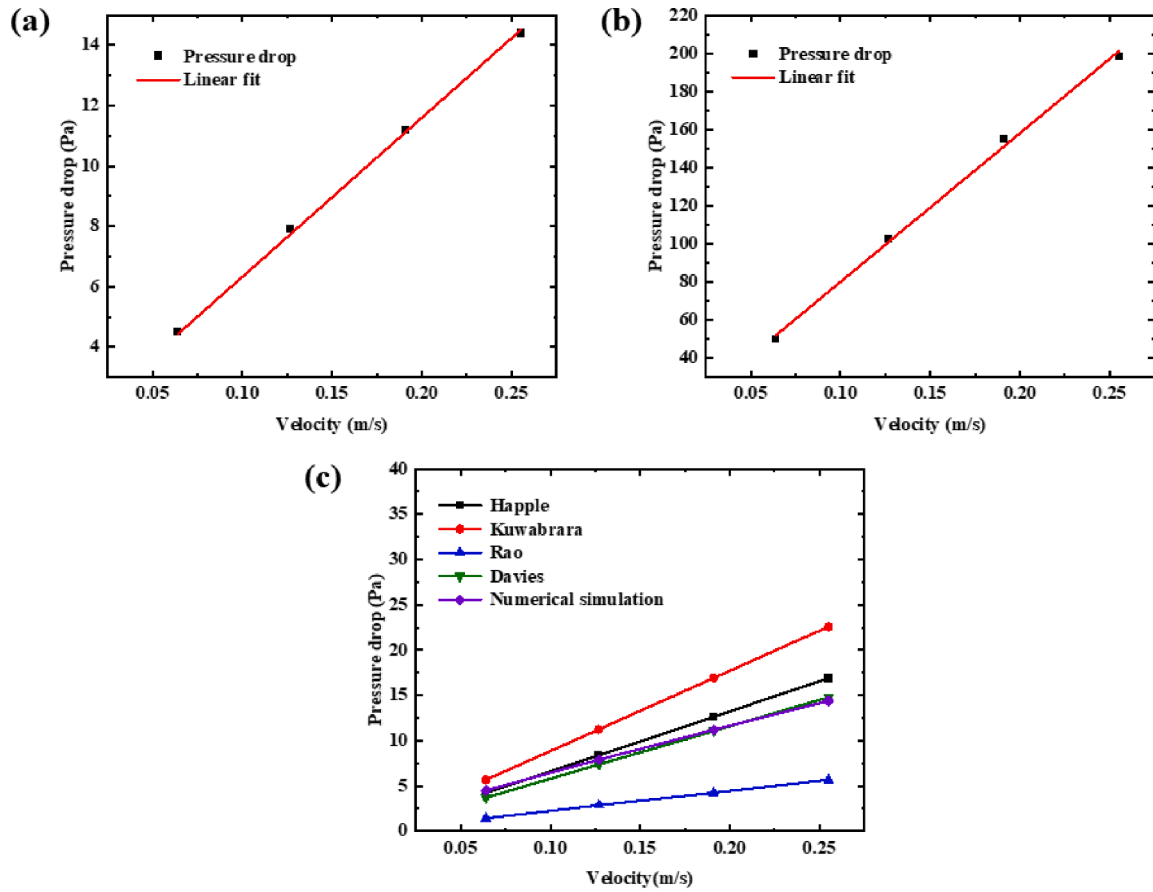 (a)
Pressure drop
Linear fit
Pressure drop (Pa)
14
12
10
8
6
4
0.05 0.10 0.15 0.20 0.25
Velocity (m/s)
(b)
Pressure drop
Linear fit
Pressure drop (Pa)
220
200
180
160
140
120
100
80
60
40
0.05 0.10 0.15 0.20 0.25
Velocity (m/s)
(c)
Happle
Kuwabrara
Rao
Davies
Numerical simulation
Pressure drop (Pa)
40
35
30
25
20
15
10
5
0
0.05 0.10 0.15 0.20 0.25
Velocity(m/s)